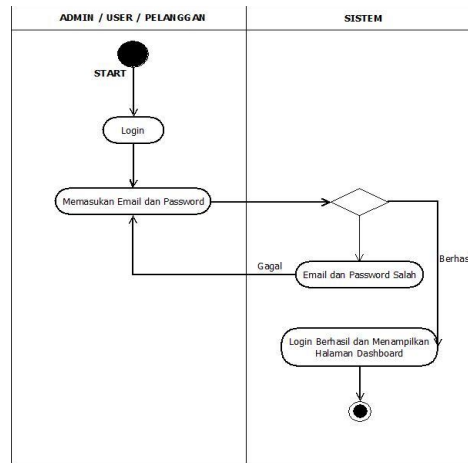 ADMIN / USER / PELANGGAN
SISTEM
START
Login
Memasukan Email dan Password
Gagal
Email dan Password Salah
Berhas
Login Berhasil dan Menampilkan
Halaman Dashboard